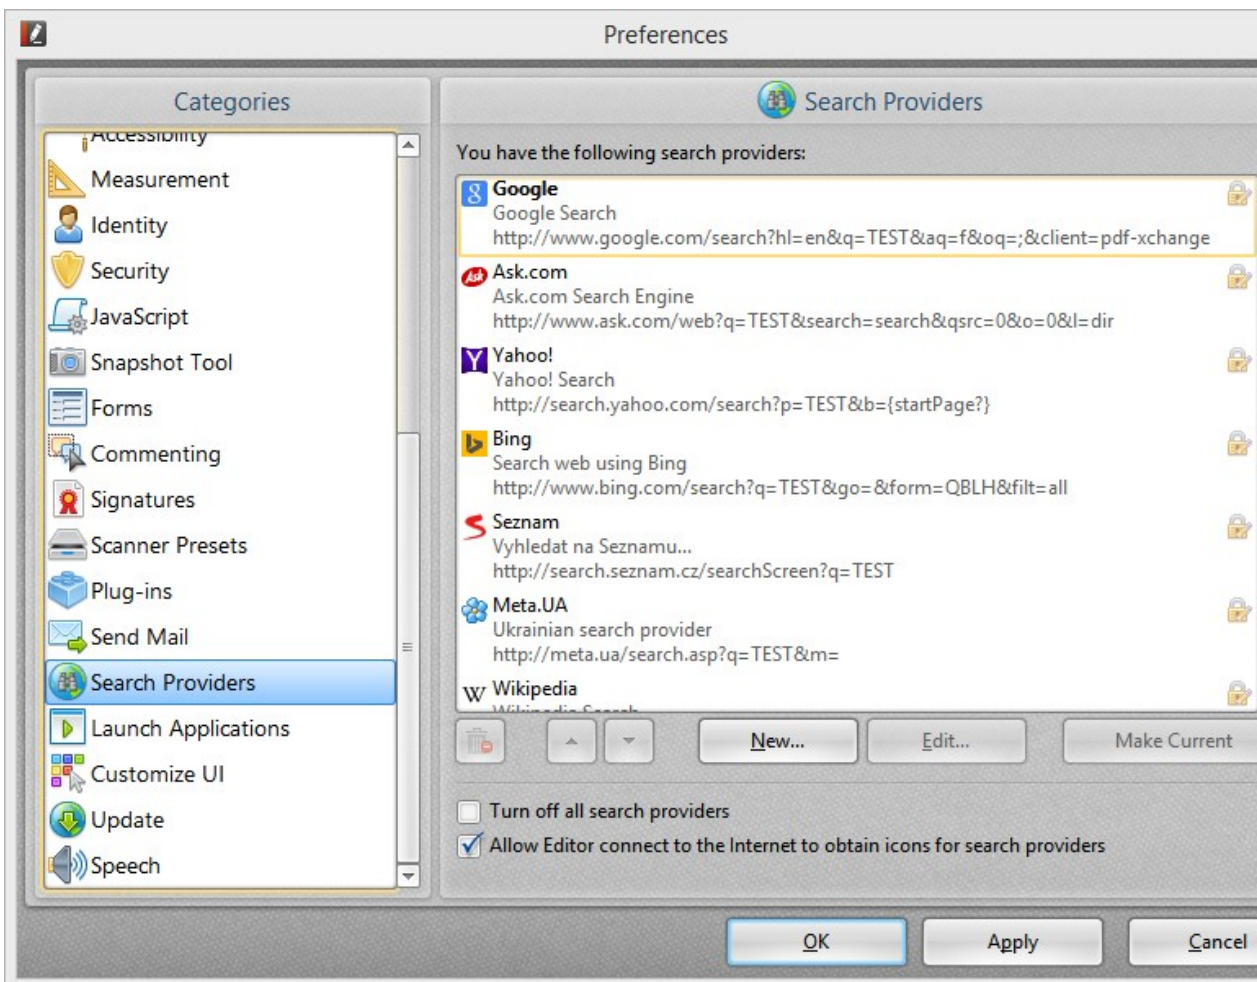 Preferences
Categories
Accessibility
Measurement
Identity
Security
JavaScript
Snapshot Tool
Forms
Commenting
Signatures
Scanner Presets
Plug-ins
Send Mail
Search Providers
Launch Applications
Customize UI
Update
Speech
Search Providers
You have the following search providers:
Google
Google Search
http://www.google.com/search?hl=en&q=TEST&aq=f&oq=;&client=pdf-xchange
Ask.com
Ask.com Search Engine
http://www.ask.com/web?q=TEST&search=search&qsrc=0&o=0&l=dir
Yahoo!
Yahoo! Search
http://search.yahoo.com/search?p=TEST&b={startPage?}
Bing
Search web using Bing
http://www.bing.com/search?q=TEST&go=&form=QBLH&filt=all
Seznam
Vyhledat na Seznamu...
http://search.seznam.cz/searchScreen?q=TEST
Meta.UA
Ukrainian search provider
http://meta.ua/search.asp?q=TEST&m=
Wikipedia
Wikipedia Search
New... Edit... Make Current
Turn off all search providers
Allow Editor connect to the Internet to obtain icons for search providers
OK Apply Cancel